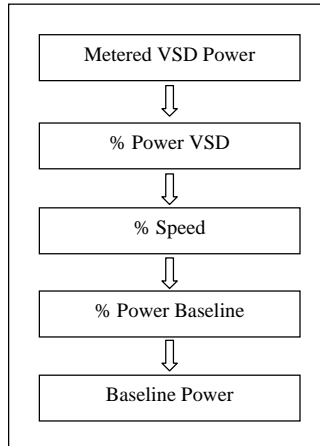 Metered VSD Power
% Power VSD
% Speed
% Power Baseline
Baseline Power